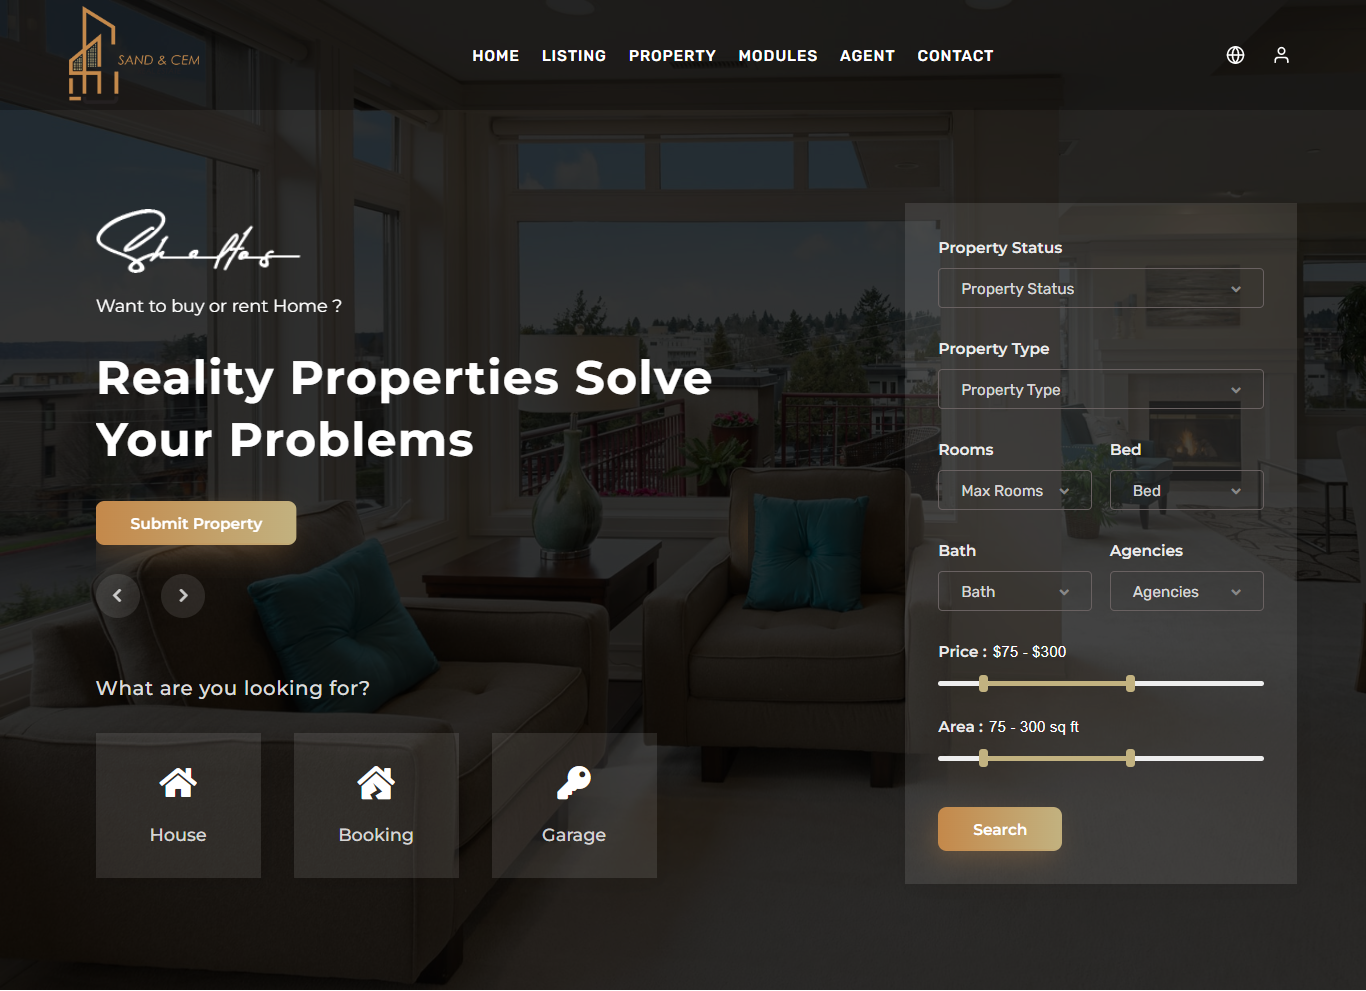 SAND & CEM
HOME LISTING PROPERTY MODULES AGENT CONTACT
Sheltos
Want to buy or rent Home ?
Reality Properties Solve
Your Problems
Submit Property
What are you looking for?
House
Booking
Garage
Property Status
Property Status
Property Type
Property Type
Rooms Bed
Max Rooms Bed
Bath Agencies
Bath Agencies
Price : $75 - $300
Area : 75 - 300 sq ft
Search